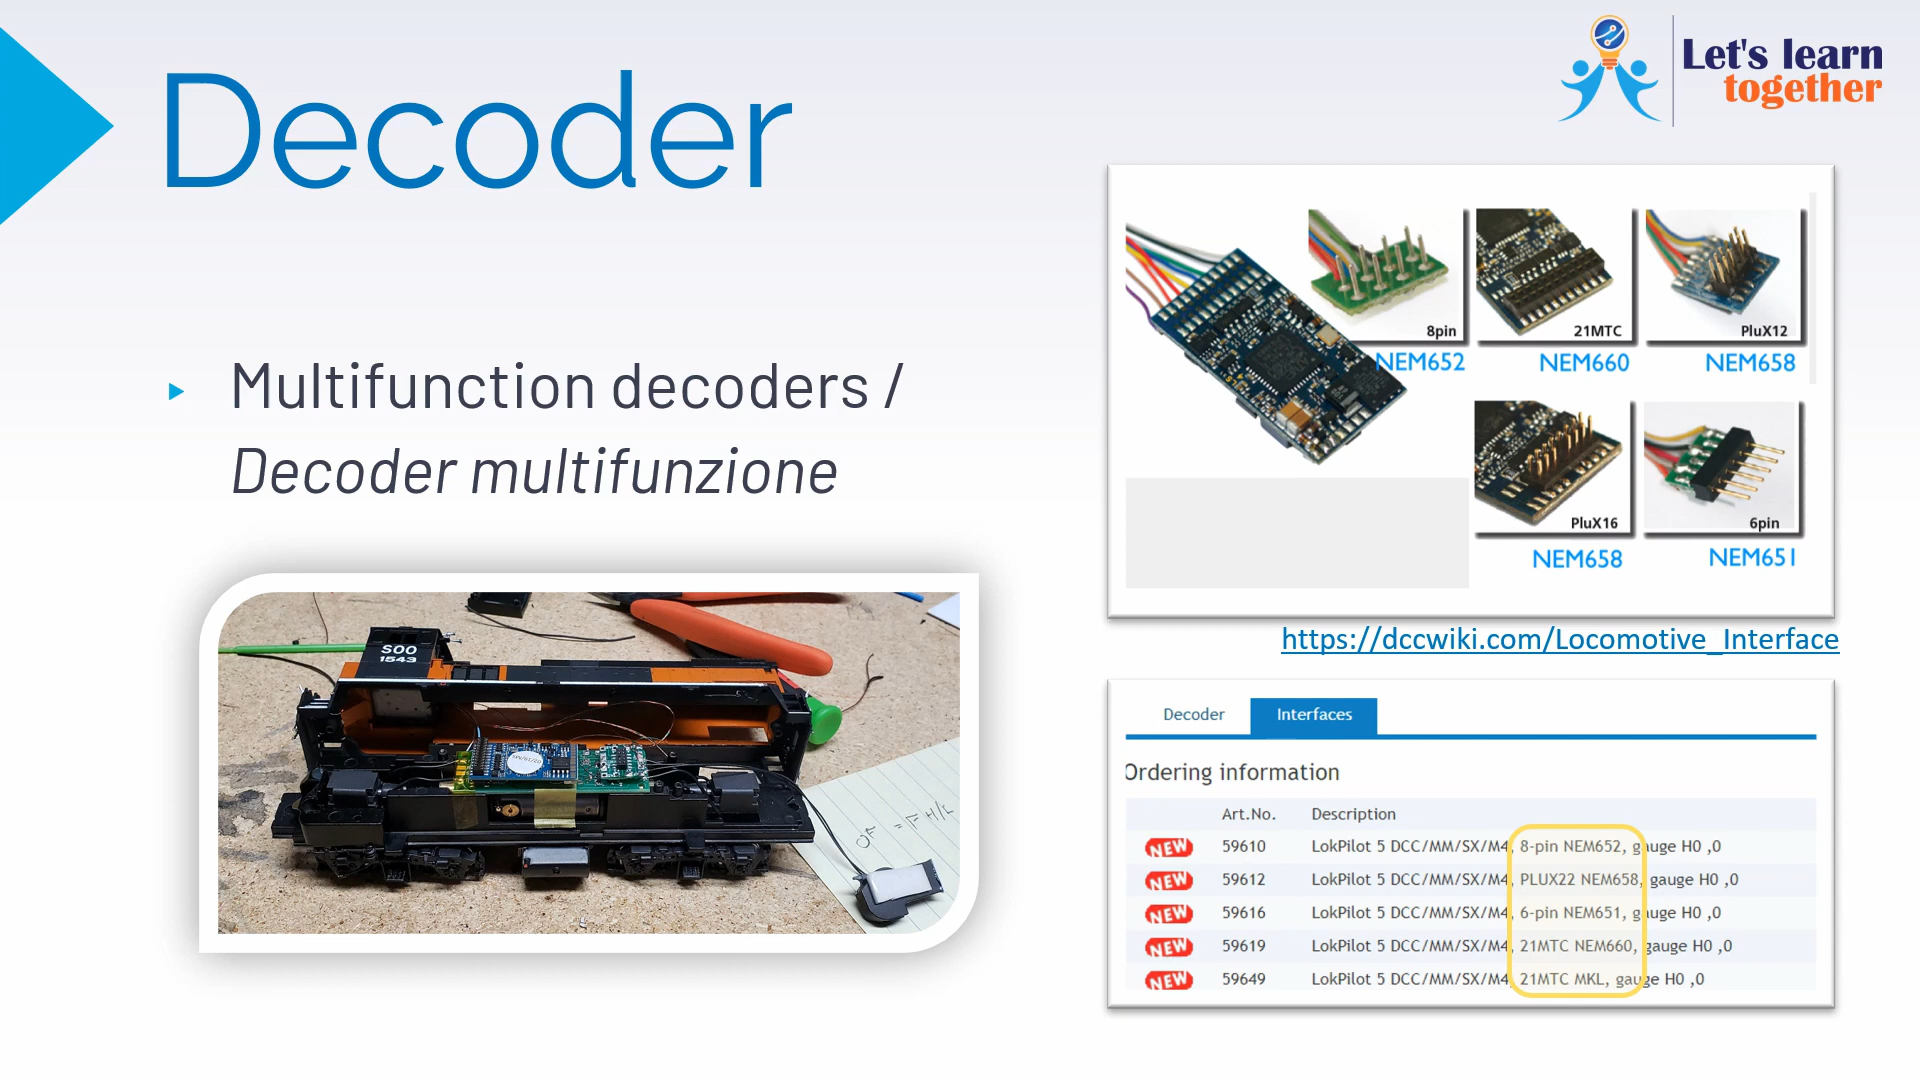 Let's learn
together
Decoder
Multifunction decoders /
Decoder multifunzione
8pin
NEM652
21MTC
NEM660
PluX12
NEM658
PluX16
NEM658
6pin
NEM651
https://dccwiki.com/Locomotive_Interface
SOO
1543
OF = F H/L
Decoder Interfaces
Ordering information
Art.No. Description
NEW 59610 LokPilot 5 DCC/MM/SX/M4, 8-pin NEM652, gauge H0 ,0
NEW 59612 LokPilot 5 DCC/MM/SX/M4, PLUX22 NEM658, gauge H0 ,0
NEW 59616 LokPilot 5 DCC/MM/SX/M4, 6-pin NEM651, gauge H0 ,0
NEW 59619 LokPilot 5 DCC/MM/SX/M4, 21MTC NEM660, gauge H0 ,0
NEW 59649 LokPilot 5 DCC/MM/SX/M4, 21MTC MKL, gauge H0 ,0